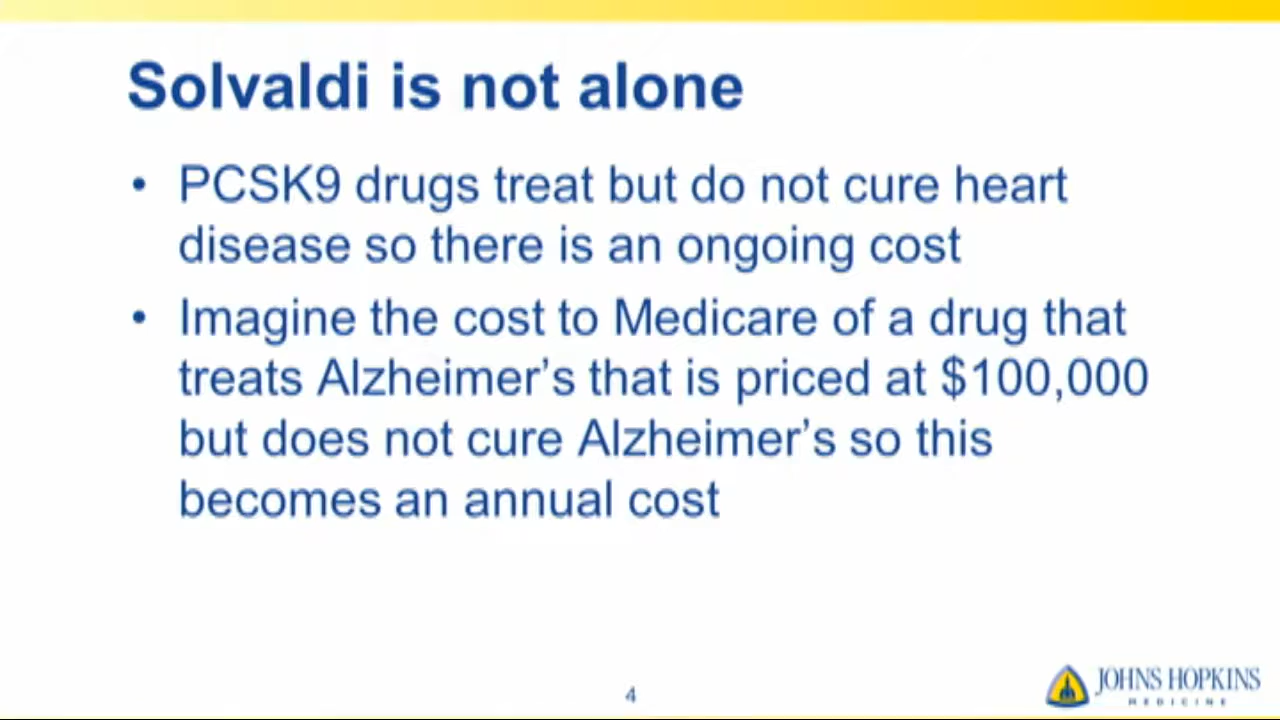 Solvaldi is not alone
• PCSK9 drugs treat but do not cure heart
disease so there is an ongoing cost
• Imagine the cost to Medicare of a drug that
treats Alzheimer’s that is priced at $100,000
but does not cure Alzheimer’s so this
becomes an annual cost
4
JOHNS HOPKINS
MEDICINE